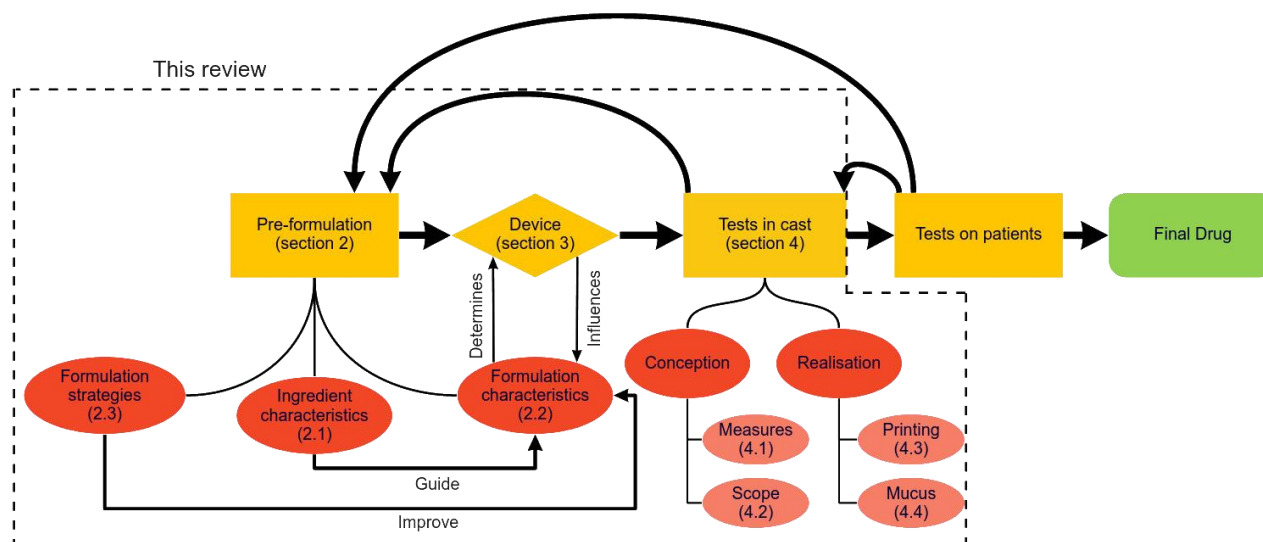 This review
Pre-formulation
(section 2)
Device
(section 3)
Tests in cast
(section 4)
Tests on patients
Final Drug
Determines
Influences
Formulation
strategies
(2.3)
Ingredient
characteristics
(2.1)
Formulation
characteristics
(2.2)
Conception
Realisation
Measures
(4.1)
Printing
(4.3)
Scope
(4.2)
Mucus
(4.4)
Guide
Improve